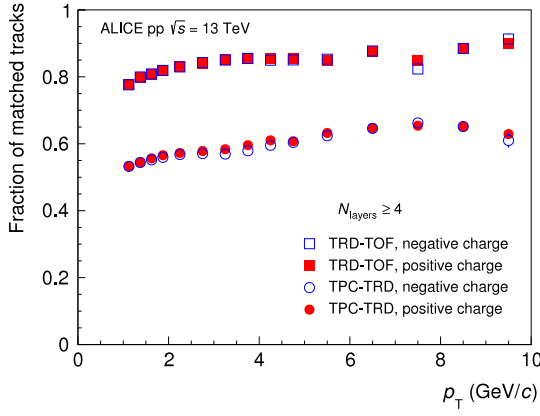 ALICE pp √s = 13 TeV
Fraction of matched tracks
1
0.8
0.6
0.4
0.2
0
N_layers ≥ 4
TRD-TOF, negative charge
TRD-TOF, positive charge
TPC-TRD, negative charge
TPC-TRD, positive charge
0 2 4 6 8 10
p_T (GeV/c)